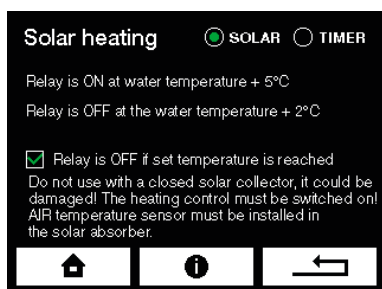 Solar heating SOLAR TIMER
Relay is ON at water temperature + 5°C
Relay is OFF at the water temperature + 2°C
Relay is OFF if set temperature is reached
Do not use with a closed solar collector, it could be
damaged! The heating control must be switched on!
AIR temperature sensor must be installed in
the solar absorber.